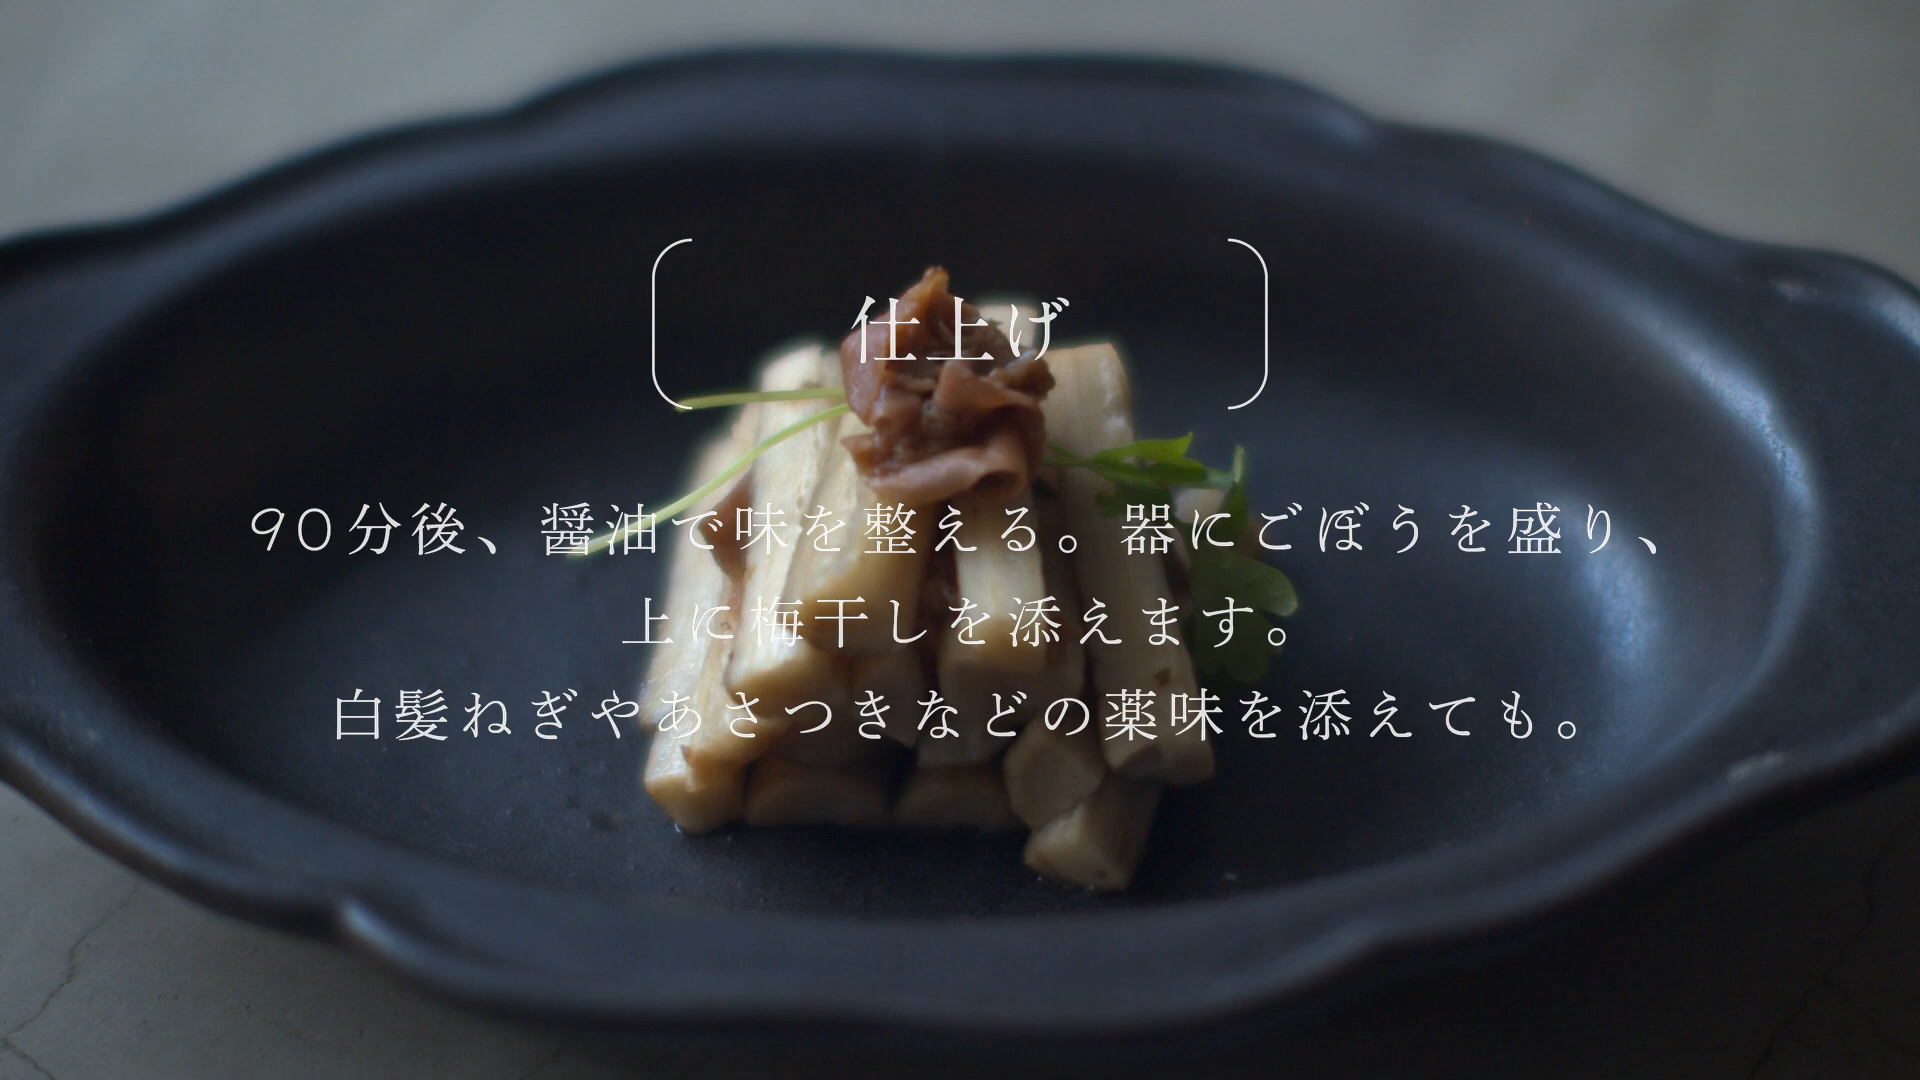 仕上げ
90分後、醤油で味を整える。器にごぼうを盛り、
上に梅干しを添えます。
白髪ねぎやあさつきなどの薬味を添えても。